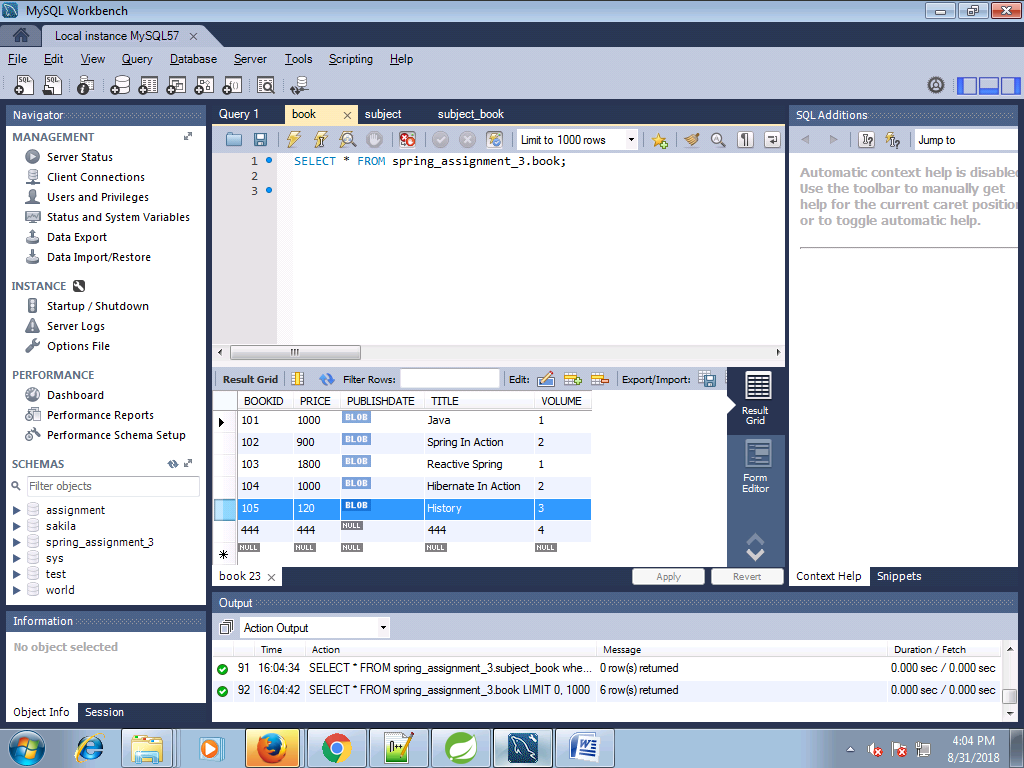 MySQL Workbench
Local instance MySQL57
File Edit View Query Database Server Tools Scripting Help
Navigator
MANAGEMENT
Server Status
Client Connections
Users and Privileges
Status and System Variables
Data Export
Data Import/Restore
INSTANCE
Startup / Shutdown
Server Logs
Options File
PERFORMANCE
Dashboard
Performance Reports
Performance Schema Setup
SCHEMAS
Filter objects
assignment
sakila
spring_assignment_3
sys
test
world
Information
No object selected
Object Info Session
Query 1 book subject subject_book
Limit to 1000 rows
1 SELECT * FROM spring_assignment_3.book;
2
3
Result Grid Filter Rows: Edit: Export/Import:
BOOKID PRICE PUBLISHDATE TITLE VOLUME
101 1000 BLOB Java 1
102 900 BLOB Spring In Action 2
103 1800 BLOB Reactive Spring 1
104 1000 BLOB Hibernate In Action 2
105 120 BLOB History 3
444 444 NULL 444 4
NULL NULL NULL NULL NULL
Result
Grid
Form
Editor
book 23 Apply Revert
SQL Additions
Jump to
Automatic context help is disabled
Use the toolbar to manually get
help for the current caret position
or to toggle automatic help.
Context Help Snippets
Output
Action Output
Time Action Message Duration / Fetch
91 16:04:34 SELECT * FROM spring_assignment_3.subject_book whe... 0 row(s) returned 0.000 sec / 0.000 sec
92 16:04:42 SELECT * FROM spring_assignment_3.book LIMIT 0, 1000 6 row(s) returned 0.000 sec / 0.000 sec
4:04 PM
8/31/2018